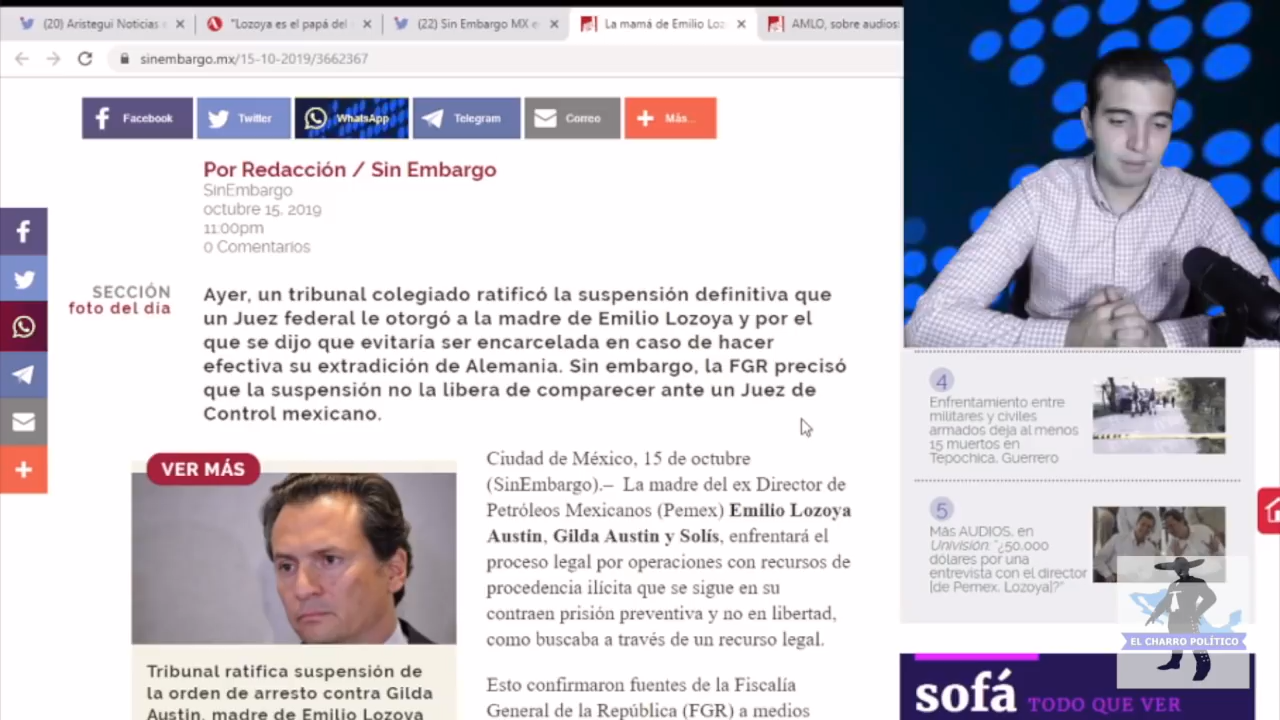 (20) Aristegui Noticias
"Lozoya es el papá del
(22) Sin Embargo MX e
La mamá de Emilio Loz
AMLO, sobre audios:
sinembargo.mx/15-10-2019/3662367
Facebook
Twitter
WhatsApp
Telegram
Correo
Más...
Por Redacción / Sin Embargo
SinEmbargo
octubre 15, 2019
11:00pm
0 Comentarios
SECCIÓN
foto del día
Ayer, un tribunal colegiado ratificó la suspensión definitiva que
un Juez federal le otorgó a la madre de Emilio Lozoya y por el
que se dijo que evitaría ser encarcelada en caso de hacer
efectiva su extradición de Alemania. Sin embargo, la FGR precisó
que la suspensión no la libera de comparecer ante un Juez de
Control mexicano.
VER MÁS
Tribunal ratifica suspensión de
la orden de arresto contra Gilda
Austin, madre de Emilio Lozoya
Ciudad de México, 15 de octubre
(SinEmbargo).– La madre del ex Director de
Petróleos Mexicanos (Pemex) Emilio Lozoya
Austin, Gilda Austin y Solís, enfrentará el
proceso legal por operaciones con recursos de
procedencia ilícita que se sigue en su
contraen prisión preventiva y no en libertad,
como buscaba a través de un recurso legal.
Esto confirmaron fuentes de la Fiscalía
General de la República (FGR) a medios
4
Enfrentamiento entre
militares y civiles
armados deja al menos
15 muertos en
Tepochica, Guerrero
5
Más AUDIOS, en
Univisión: "¿50,000
dólares por una
entrevista con el director
[de Pemex, Lozoya]?"
EL CHARRO POLÍTICO
sofá TODO QUE VER